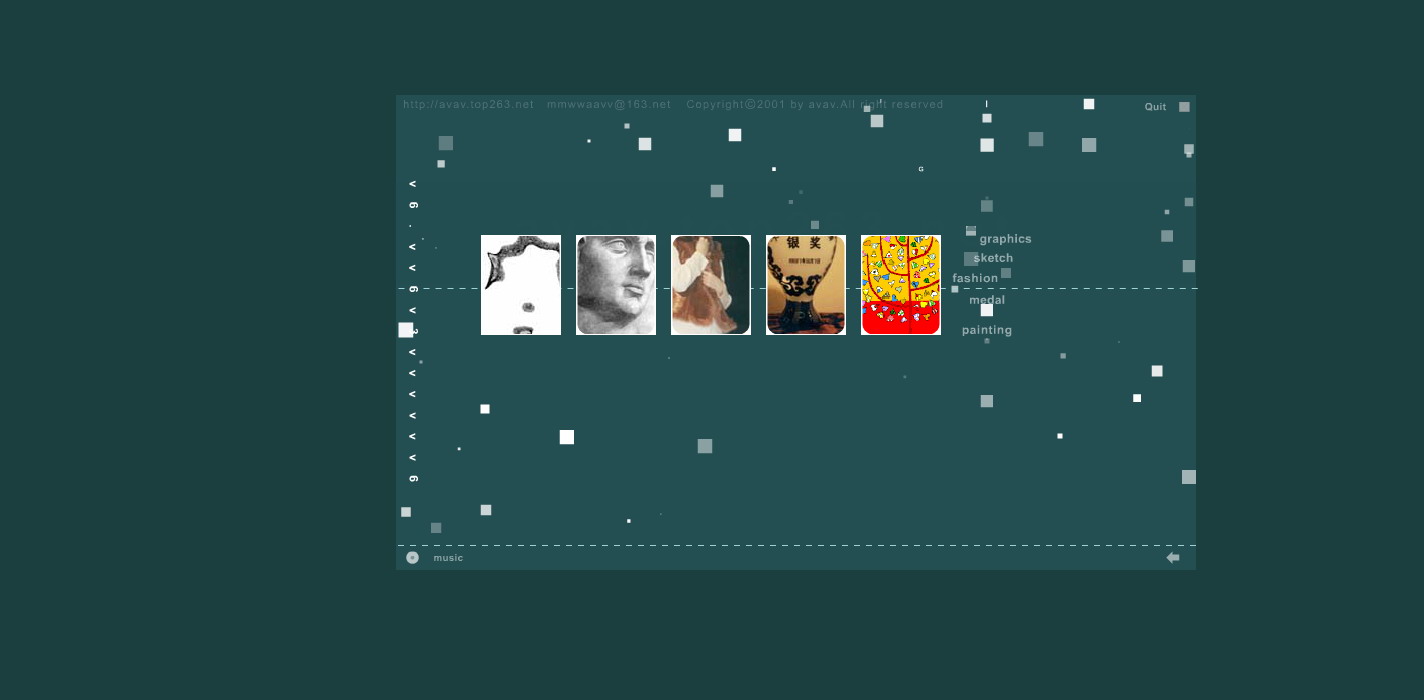 http://avav.top263.net mmwwaavv@163.net Copyright©2001 by avav.All right reserved
Quit
G
银 奖
graphics
sketch
fashion
medal
painting
music